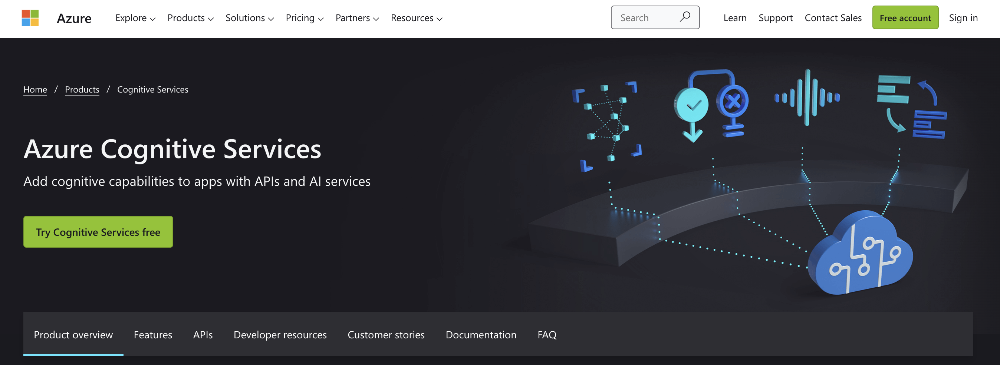 Azure Explore Products Solutions Pricing Partners Resources Search Learn Support Contact Sales Free account Sign in
Home / Products / Cognitive Services
Azure Cognitive Services
Add cognitive capabilities to apps with APIs and AI services
Try Cognitive Services free
Product overview Features APIs Developer resources Customer stories Documentation FAQ